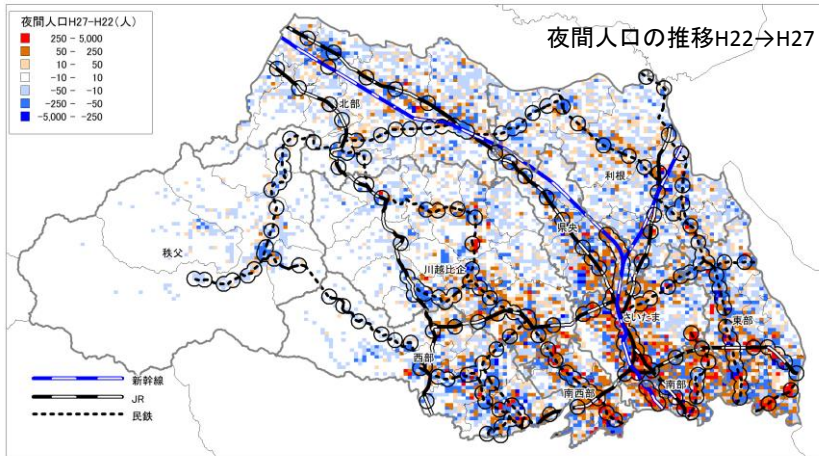 夜間人口の推移H22→H27
夜間人口H27-H22(人)
250 - 5,000
50 - 250
10 - 50
-10 - 10
-50 - -10
-250 - -50
-5,000 - -250
北部
利根
県央
秩父
川越比企
さいたま
東部
西部
南西部
南部
新幹線
JR
民鉄